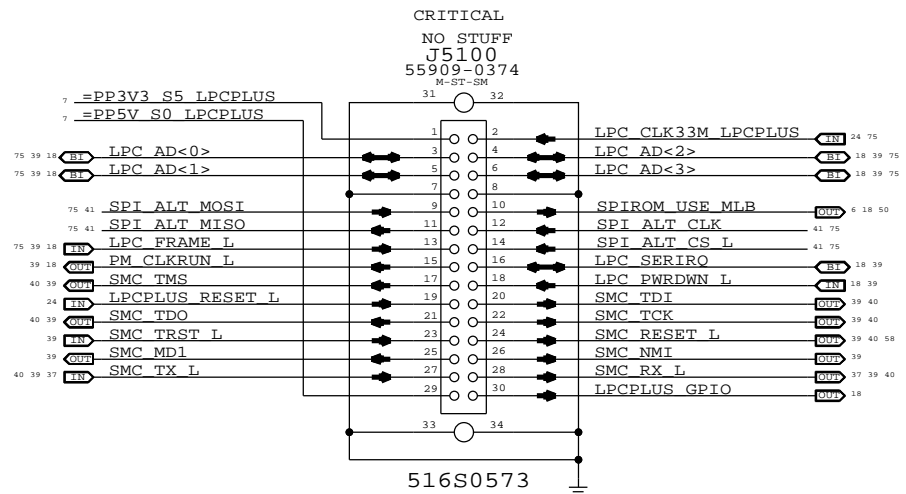 CRITICAL
NO STUFF
J5100
55909-0374
M-ST-SM
31 32
7 =PP3V3_S5_LPCPLUS
7 =PP5V_S0_LPCPLUS
1 2 LPC_CLK33M_LPCPLUS IN 24 75
75 39 18 BI LPC_AD<0> 3 4 LPC_AD<2> BI 18 39 75
75 39 18 BI LPC_AD<1> 5 6 LPC_AD<3> BI 18 39 75
7 8
75 41 SPI_ALT_MOSI 9 10 SPIROM_USE_MLB OUT 6 18 50
75 41 SPI_ALT_MISO 11 12 SPI_ALT_CLK 41 75
75 39 18 IN LPC_FRAME_L 13 14 SPI_ALT_CS_L 41 75
39 18 OUT PM_CLKRUN_L 15 16 LPC_SERIRQ BI 18 39
40 39 OUT SMC_TMS 17 18 LPC_PWRDWN_L IN 18 39
24 IN LPCPLUS_RESET_L 19 20 SMC_TDI OUT 39 40
40 39 OUT SMC_TDO 21 22 SMC_TCK OUT 39 40
39 IN SMC_TRST_L 23 24 SMC_RESET_L OUT 39 40 58
39 OUT SMC_MD1 25 26 SMC_NMI OUT 39
40 39 37 IN SMC_TX_L 27 28 SMC_RX_L OUT 37 39 40
29 30 LPCPLUS_GPIO OUT 18
33 34
516S0573